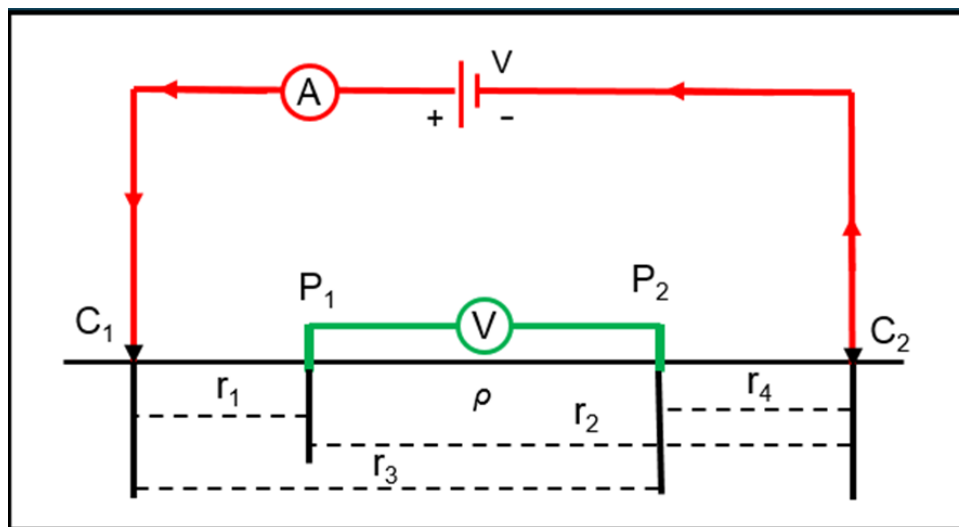 V
A
+ −
P₁ P₂
C₁ V C₂
r₁ ρ r₄
r₂
r₃